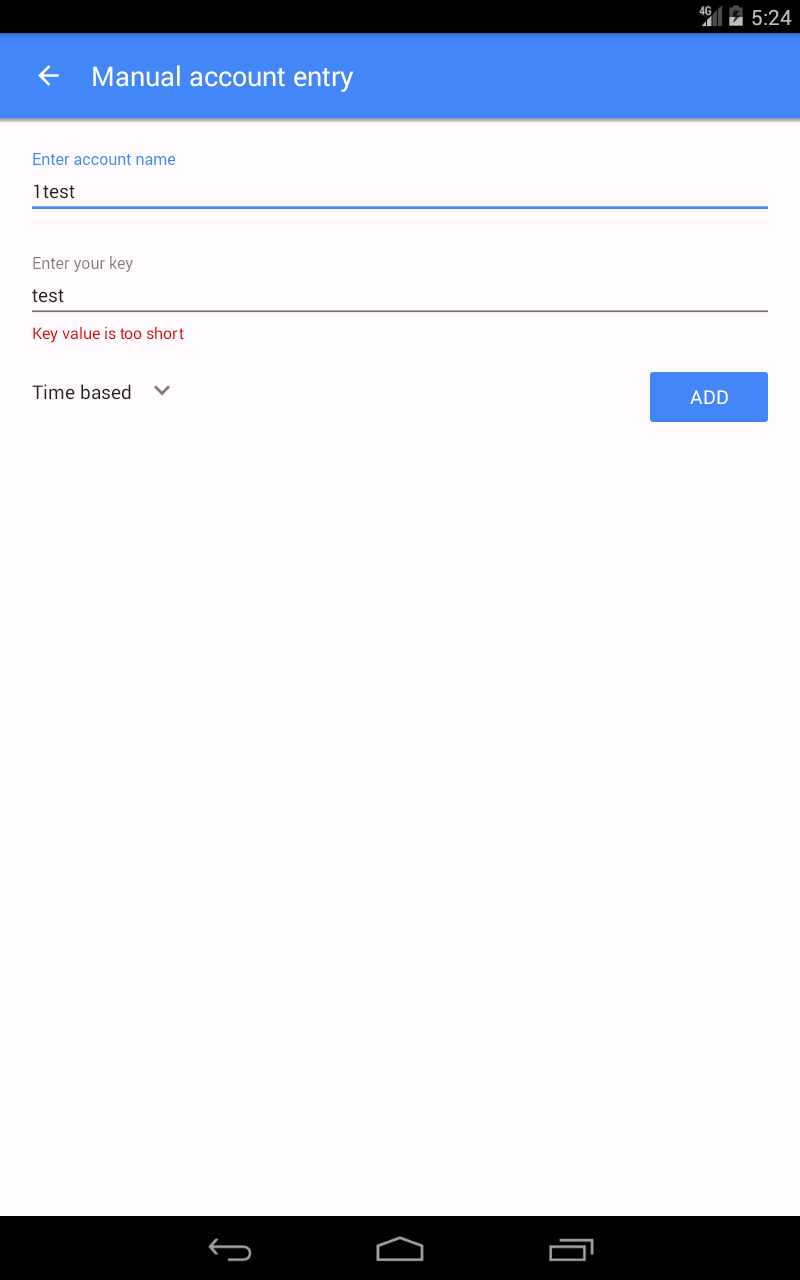 4G 5:24
Manual account entry
Enter account name
1test
Enter your key
test
Key value is too short
Time based
ADD